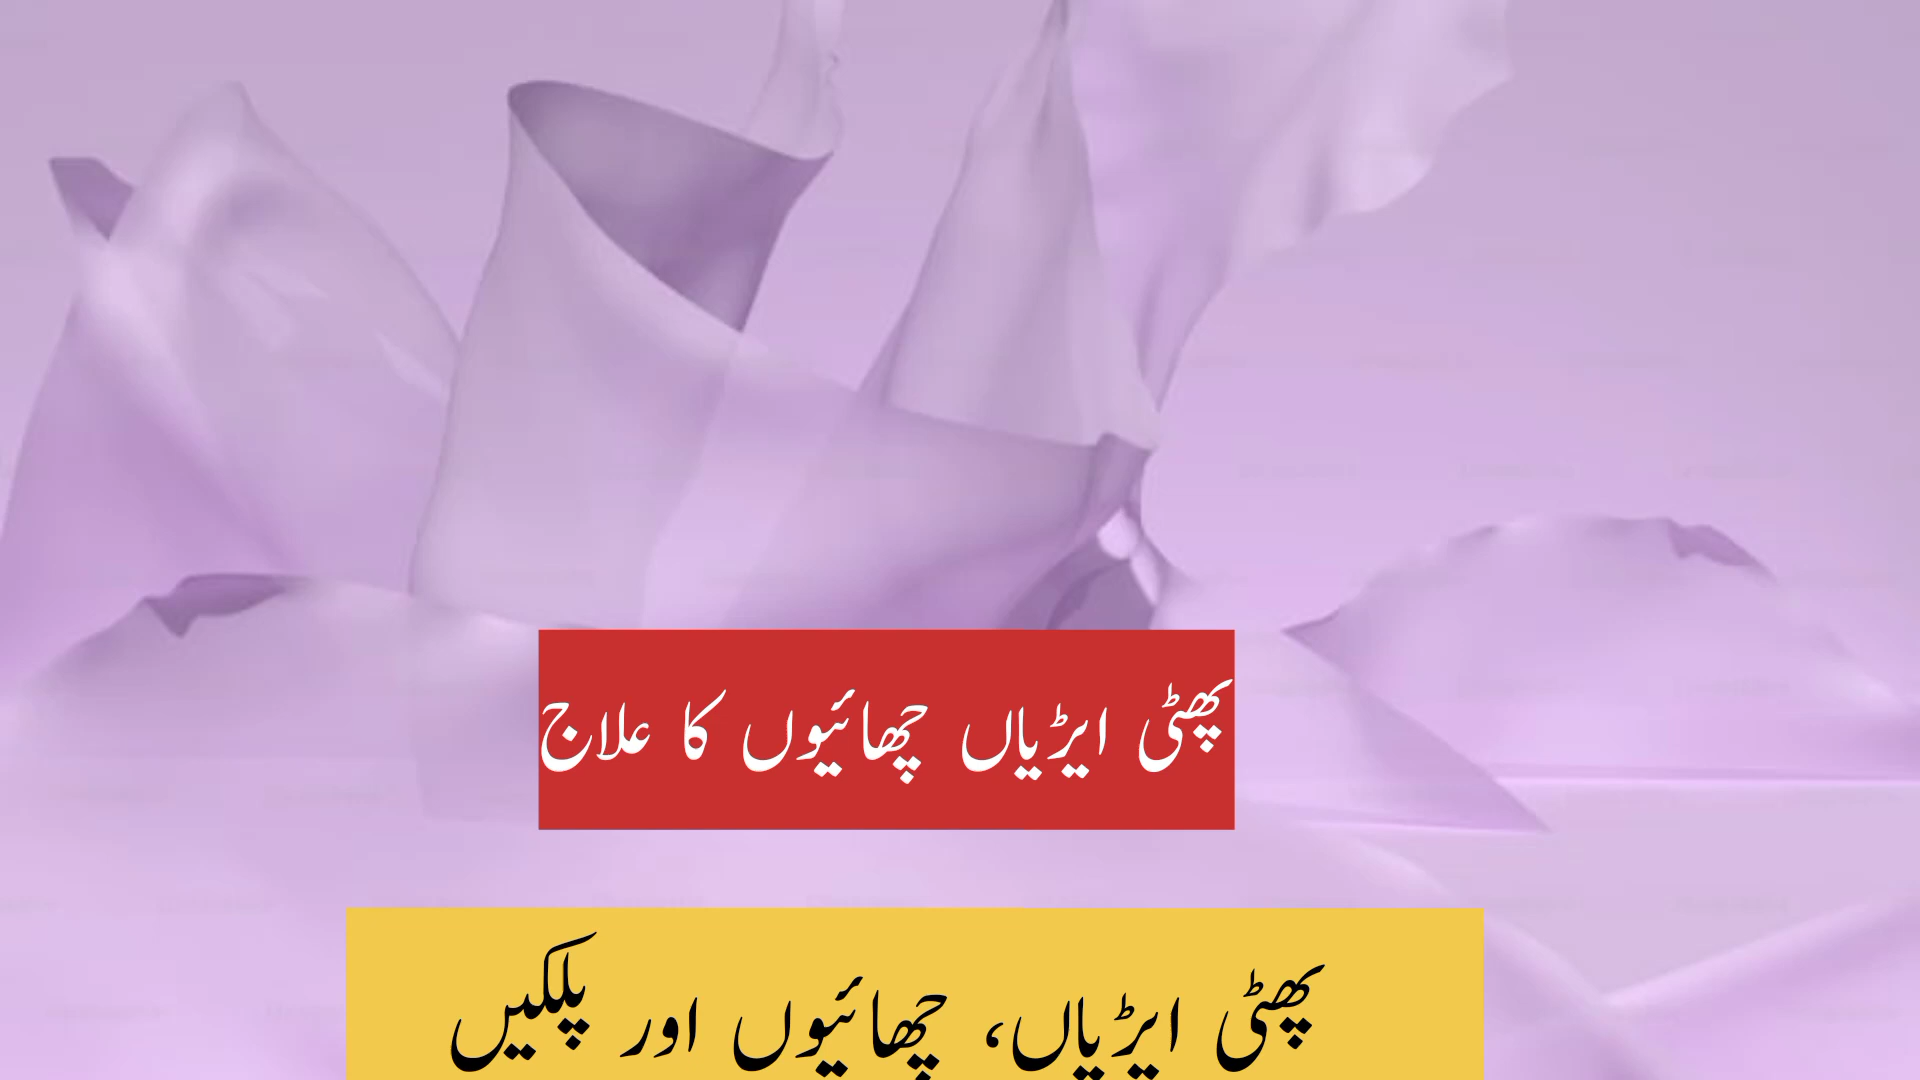 پھٹی ایڑیاں چھائیوں کا علاج
پھٹی ایڑیاں، چھائیوں اور پلکیں